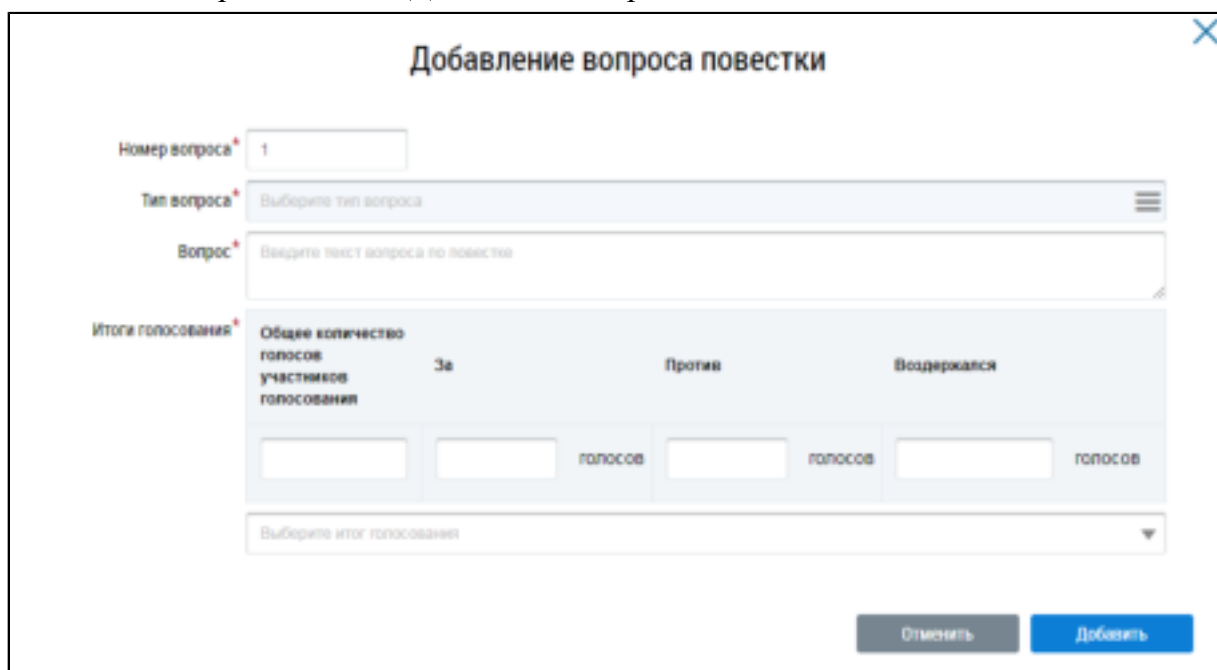 Добавление вопроса повестки
Номер вопроса* 1
Тип вопроса* Выберите тип вопроса
Вопрос* Введите текст вопроса по повестке
Итоги голосования*
Общее количество голосов участников голосования
За
Против
Воздержался
голосов голосов голосов
Выберите итог голосования
Отменить Добавить